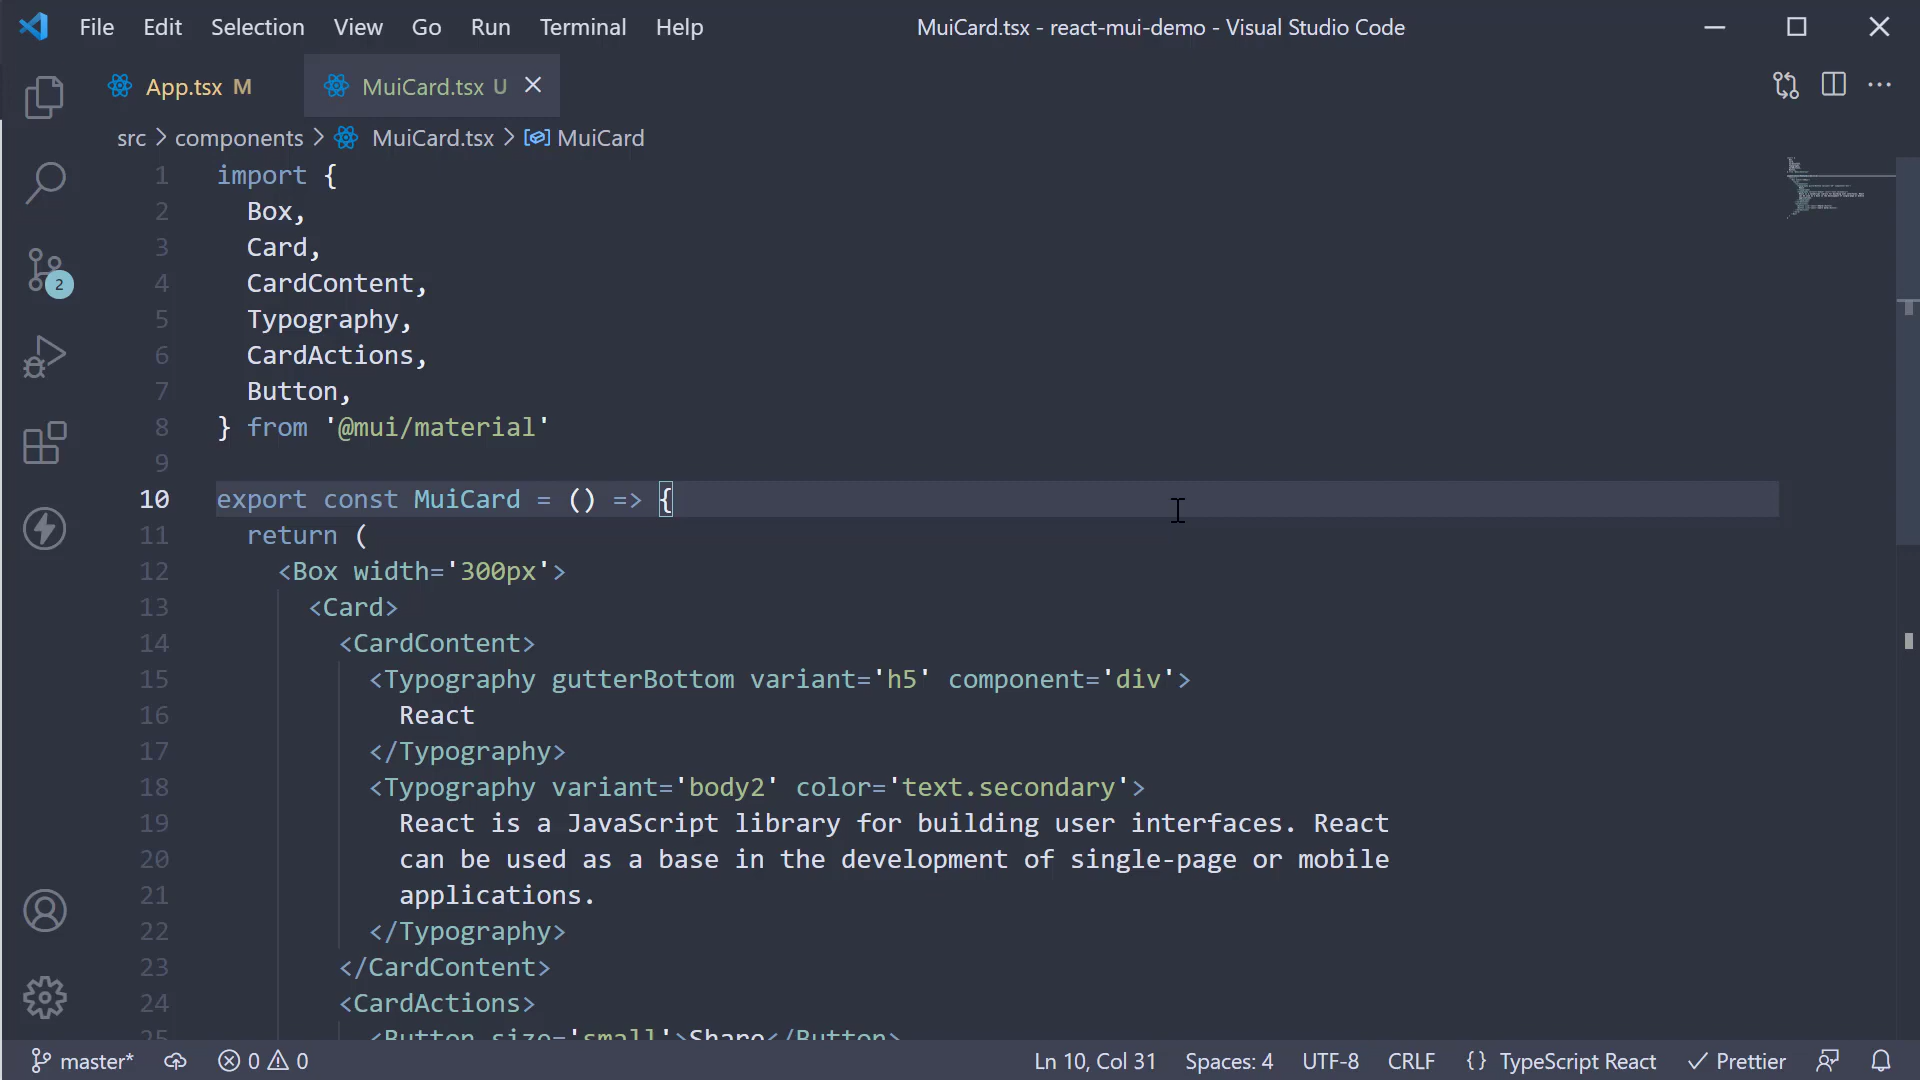 File Edit Selection View Go Run Terminal Help MuiCard.tsx - react-mui-demo - Visual Studio Code
App.tsx M MuiCard.tsx U
src > components > MuiCard.tsx > MuiCard
1 import {
2 Box,
3 Card,
4 CardContent,
5 Typography,
6 CardActions,
7 Button,
8 } from '@mui/material'
9
10 export const MuiCard = () => {
11 return (
12 <Box width='300px'>
13 <Card>
14 <CardContent>
15 <Typography gutterBottom variant='h5' component='div'>
16 React
17 </Typography>
18 <Typography variant='body2' color='text.secondary'>
19 React is a JavaScript library for building user interfaces. React
20 can be used as a base in the development of single-page or mobile
21 applications.
22 </Typography>
23 </CardContent>
24 <CardActions>
25 <Button size='small'>Share</Button>
2
master* 0 0 Ln 10, Col 31 Spaces: 4 UTF-8 CRLF {} TypeScript React Prettier